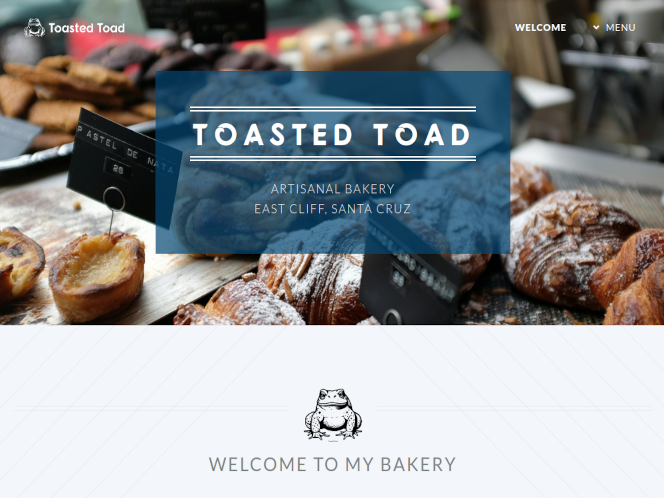 Toasted Toad
WELCOME
MENU
PASTEL DE NATA
TOASTED TOAD
ARTISANAL BAKERY
EAST CLIFF, SANTA CRUZ
WELCOME TO MY BAKERY